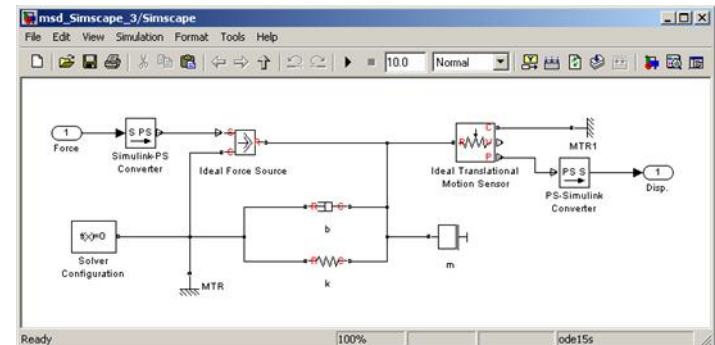 msd_Simscape_3/Simscape
File Edit View Simulation Format Tools Help
10.0 Normal
1
Force
S PS
Simulink-PS
Converter
S
C
R
Ideal Force Source
R
C
V
P
Ideal Translational
Motion Sensor
MTR1
PS S
PS-Simulink
Converter
1
Disp.
f(x)=0
Solver
Configuration
MTR
R C
b
R C
k
m
Ready 100% ode15s